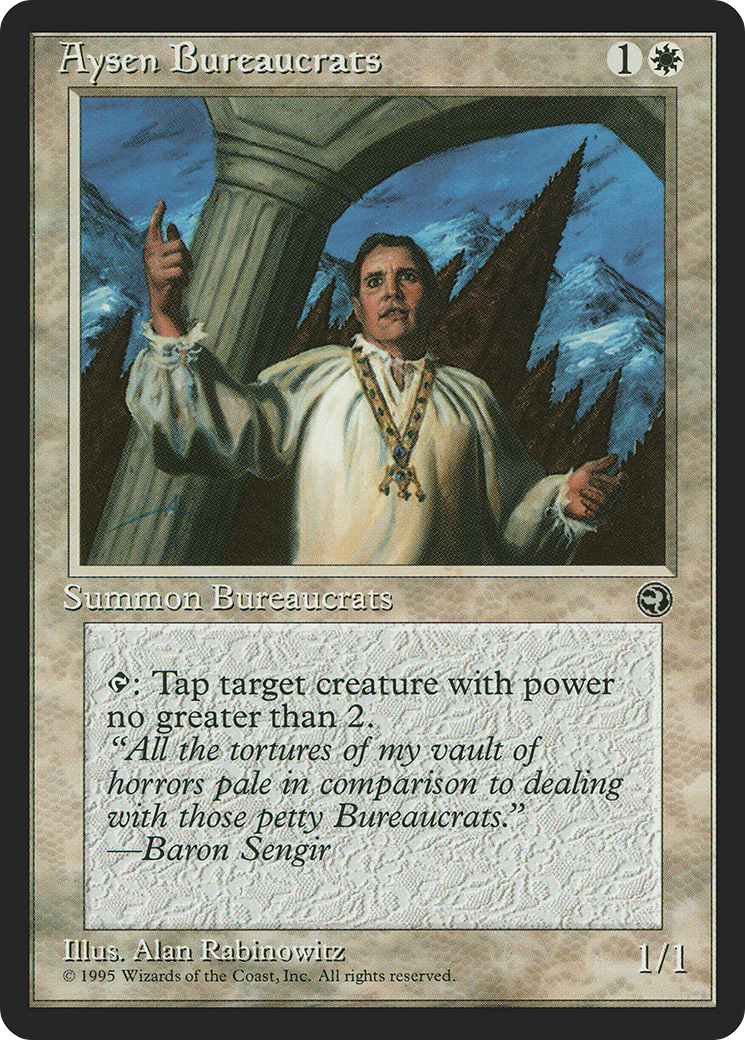 Aysen Bureaucrats
1
Summon Bureaucrats
: Tap target creature with power
no greater than 2.
“All the tortures of my vault of
horrors pale in comparison to dealing
with those petty Bureaucrats.”
—Baron Sengir
Illus. Alan Rabinowitz
1/1
© 1995 Wizards of the Coast, Inc. All rights reserved.